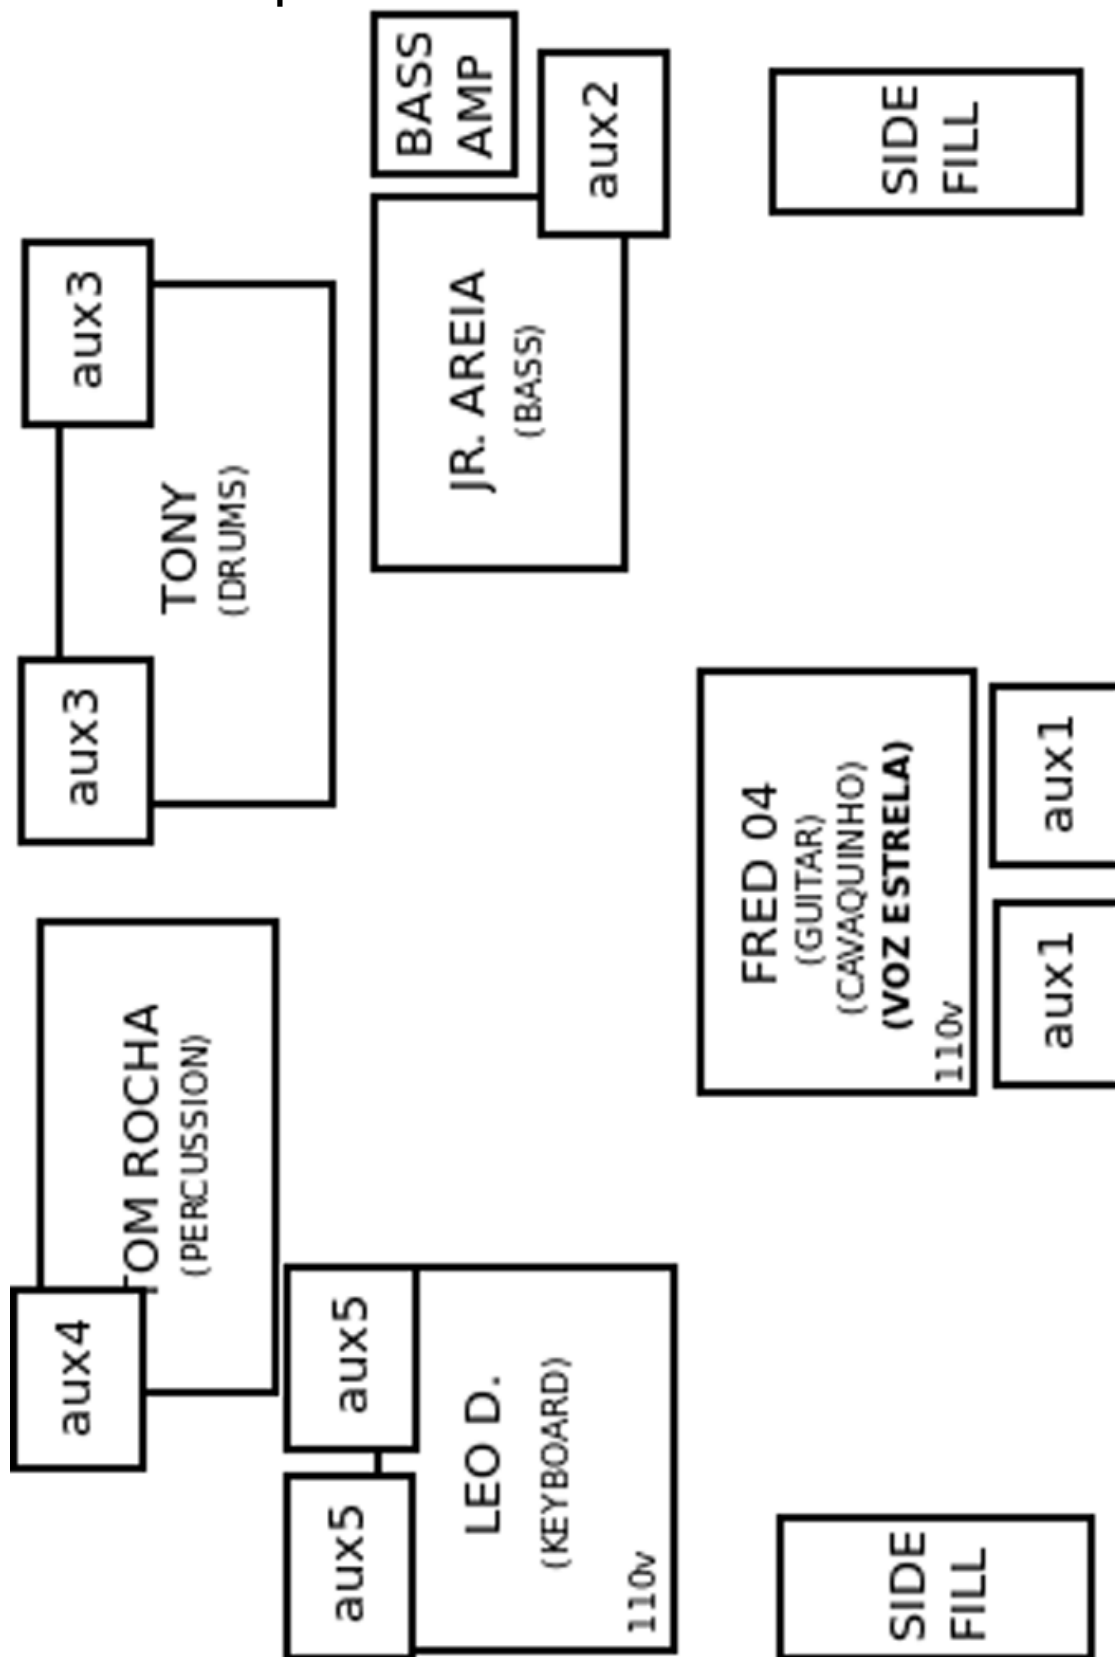 aux4
TOM ROCHA
(PERCUSSION)
aux3
aux3
TONY
(DRUMS)
BASS
AMP
aux5
aux5
LEO D.
(KEYBOARD)
110v
JR. AREIA
(BASS)
aux2
FRED 04
(GUITAR)
(CAVAQUINHO)
(VOZ ESTRELA)
110v
SIDE
FILL
aux1
aux1
SIDE
FILL